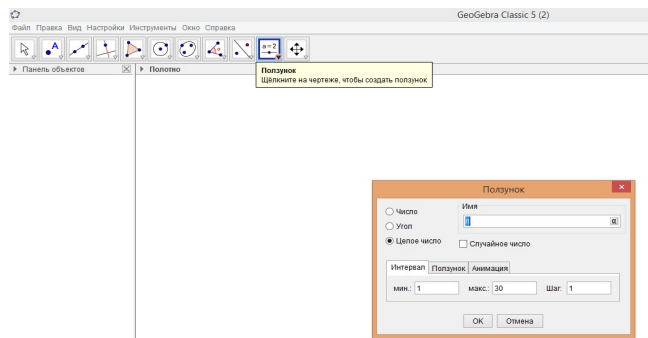 GeoGebra Classic 5 (2)
Файл Правка Вид Настройки Инструменты Окно Справка
A
a=2
Панель объектов
Полотно
Ползунок
Щёлкните на чертеже, чтобы создать ползунок
Ползунок
Число
Угол
Целое число
Имя
n
α
Случайное число
Интервал Ползунок Анимация
мин.: 1 макс.: 30 Шаг: 1
OK Отмена